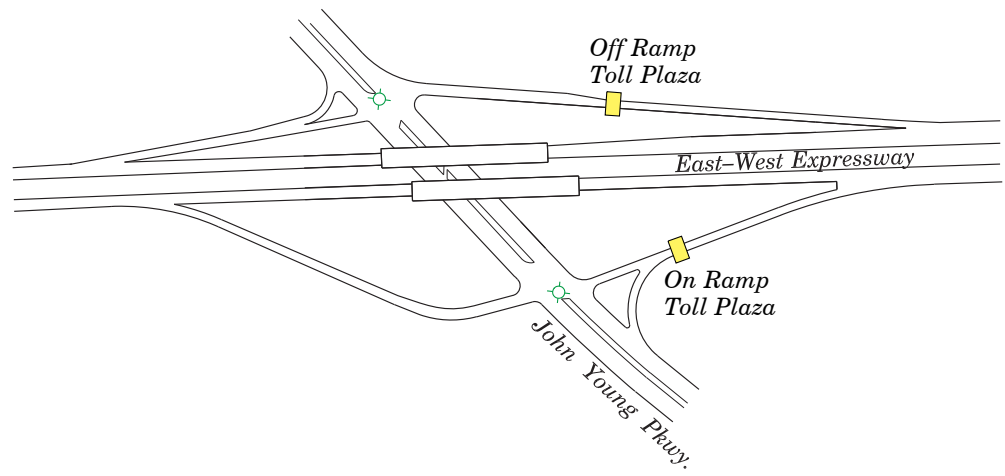 Off Ramp
Toll Plaza
East–West Expressway
On Ramp
Toll Plaza
John Young Pkwy.